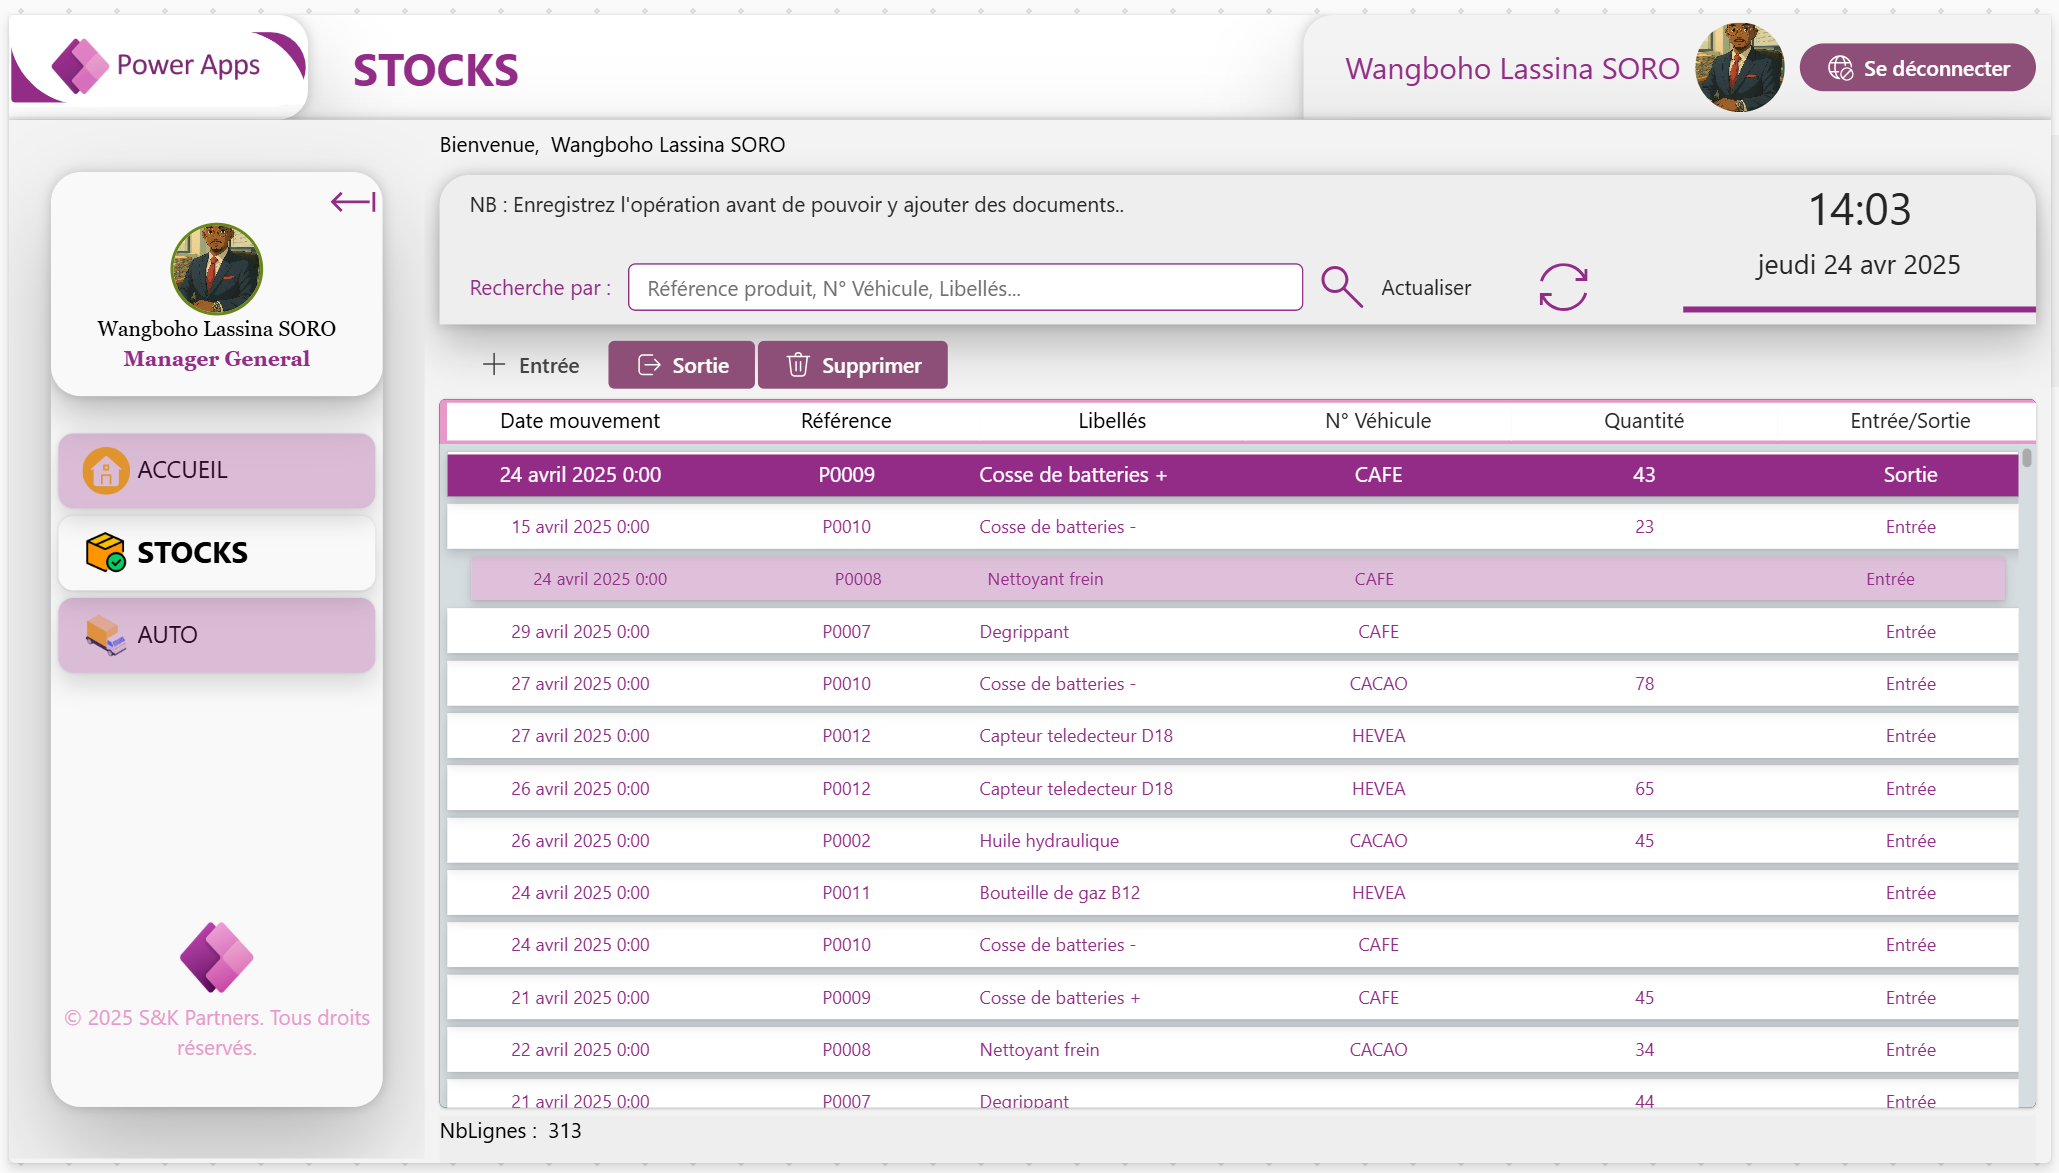 Power Apps
STOCKS
Wangboho Lassina SORO
Se déconnecter
Bienvenue,  Wangboho Lassina SORO
Wangboho Lassina SORO
Manager General
ACCUEIL
STOCKS
AUTO
© 2025 S&K Partners. Tous droits
réservés.
NB : Enregistrez l'opération avant de pouvoir y ajouter des documents..
14:03
jeudi 24 avr 2025
Recherche par : Référence produit, N° Véhicule, Libellés... Actualiser
Entrée Sortie Supprimer
Date mouvement Référence Libellés N° Véhicule Quantité Entrée/Sortie
24 avril 2025 0:00 P0009 Cosse de batteries + CAFE 43 Sortie
15 avril 2025 0:00 P0010 Cosse de batteries - 23 Entrée
24 avril 2025 0:00 P0008 Nettoyant frein CAFE Entrée
29 avril 2025 0:00 P0007 Degrippant CAFE Entrée
27 avril 2025 0:00 P0010 Cosse de batteries - CACAO 78 Entrée
27 avril 2025 0:00 P0012 Capteur teledecteur D18 HEVEA Entrée
26 avril 2025 0:00 P0012 Capteur teledecteur D18 HEVEA 65 Entrée
26 avril 2025 0:00 P0002 Huile hydraulique CACAO 45 Entrée
24 avril 2025 0:00 P0011 Bouteille de gaz B12 HEVEA Entrée
24 avril 2025 0:00 P0010 Cosse de batteries - CAFE Entrée
21 avril 2025 0:00 P0009 Cosse de batteries + CAFE 45 Entrée
22 avril 2025 0:00 P0008 Nettoyant frein CACAO 34 Entrée
21 avril 2025 0:00 P0007 Degrippant 44 Entrée
NbLignes :  313